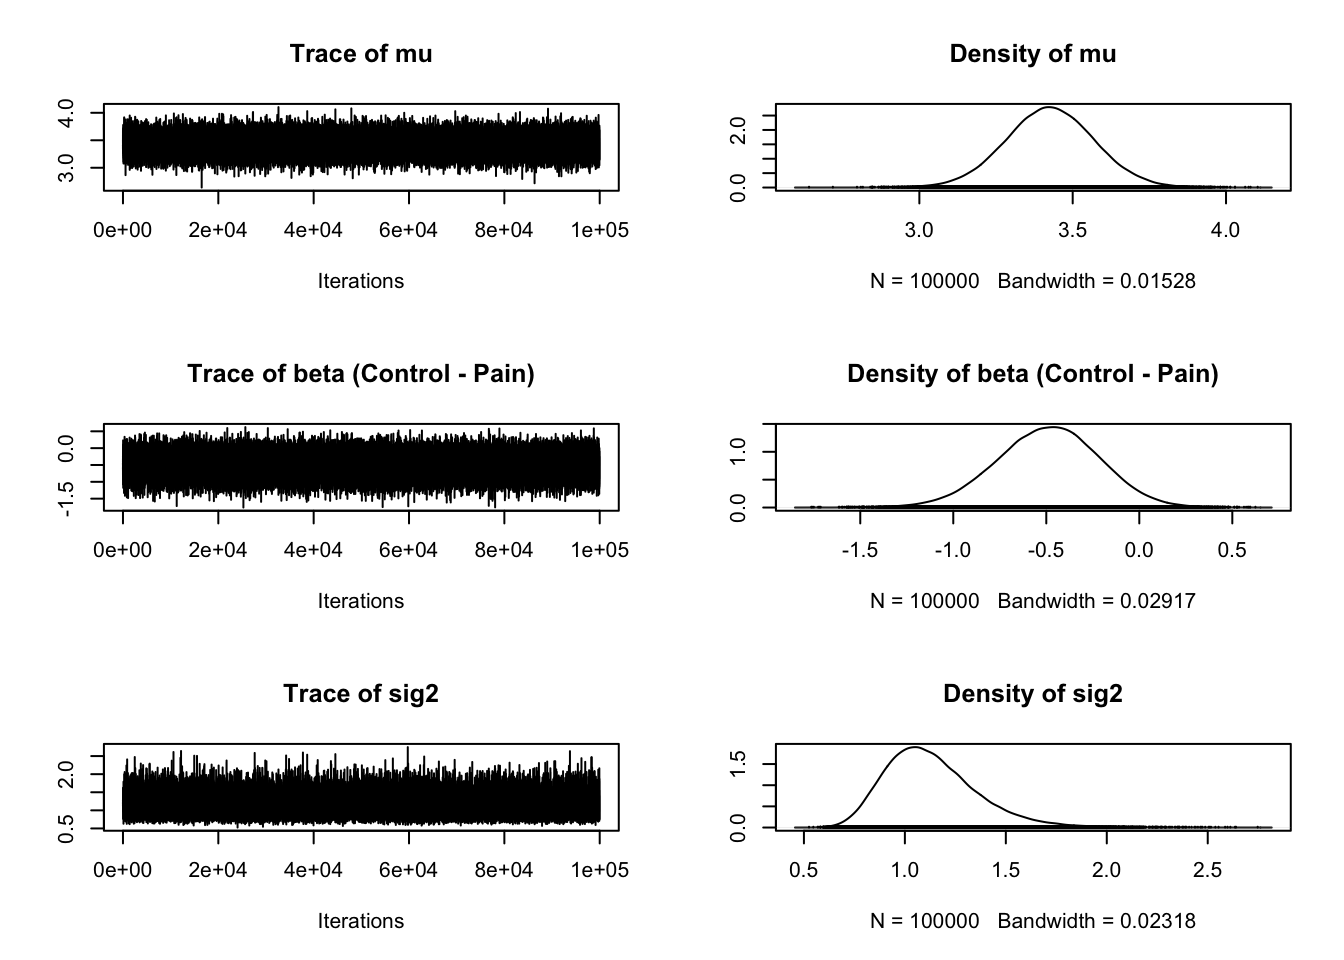 Trace of mu
4.0
3.0
0e+00 2e+04 4e+04 6e+04 8e+04 1e+05
Iterations
Density of mu
2.0
0.0
3.0 3.5 4.0
N = 100000 Bandwidth = 0.01528
Trace of beta (Control - Pain)
0.0
-1.5
0e+00 2e+04 4e+04 6e+04 8e+04 1e+05
Iterations
Density of beta (Control - Pain)
1.0
0.0
-1.5 -1.0 -0.5 0.0 0.5
N = 100000 Bandwidth = 0.02917
Trace of sig2
2.0
0.5
0e+00 2e+04 4e+04 6e+04 8e+04 1e+05
Iterations
Density of sig2
1.5
0.0
0.5 1.0 1.5 2.0 2.5
N = 100000 Bandwidth = 0.02318